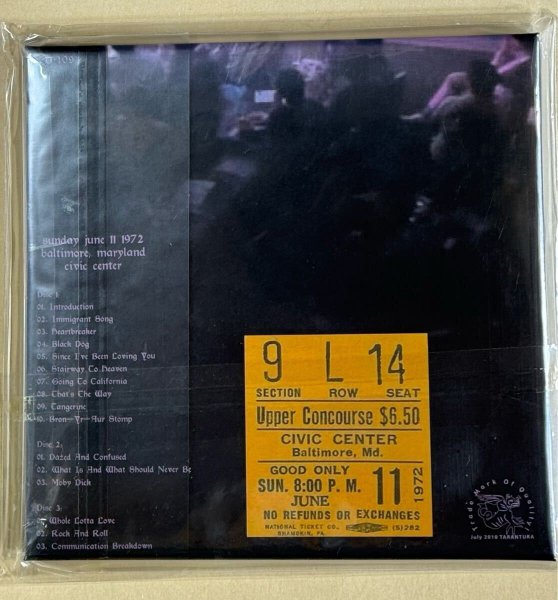 sunday june 11 1972
baltimore, maryland
civic center
Disc 1:
01. Introduction
02. Immigrant Song
03. Heartbreaker
04. Black Dog
05. Since I've Been Loving You
06. Stairway To Heaven
07. Going To California
08. That's The Way
09. Tangerine
10. Bron-Yr-Aur Stomp
Disc 2:
01. Dazed And Confused
02. What Is And What Should Never Be
03. Moby Dick
Disc 3:
01. Whole Lotta Love
02. Rock And Roll
03. Communication Breakdown
9 L 14
SECTION ROW SEAT
Upper Concourse $6.50
CIVIC CENTER
Baltimore, Md.
GOOD ONLY
SUN. 8:00 P. M.
JUNE 11 1972
NO REFUNDS OR EXCHANGES
NATIONAL TICKET CO. (S)262
SHAMOKIN, PA.
Trade Mark Of Quality
July 2010 TARANTURA